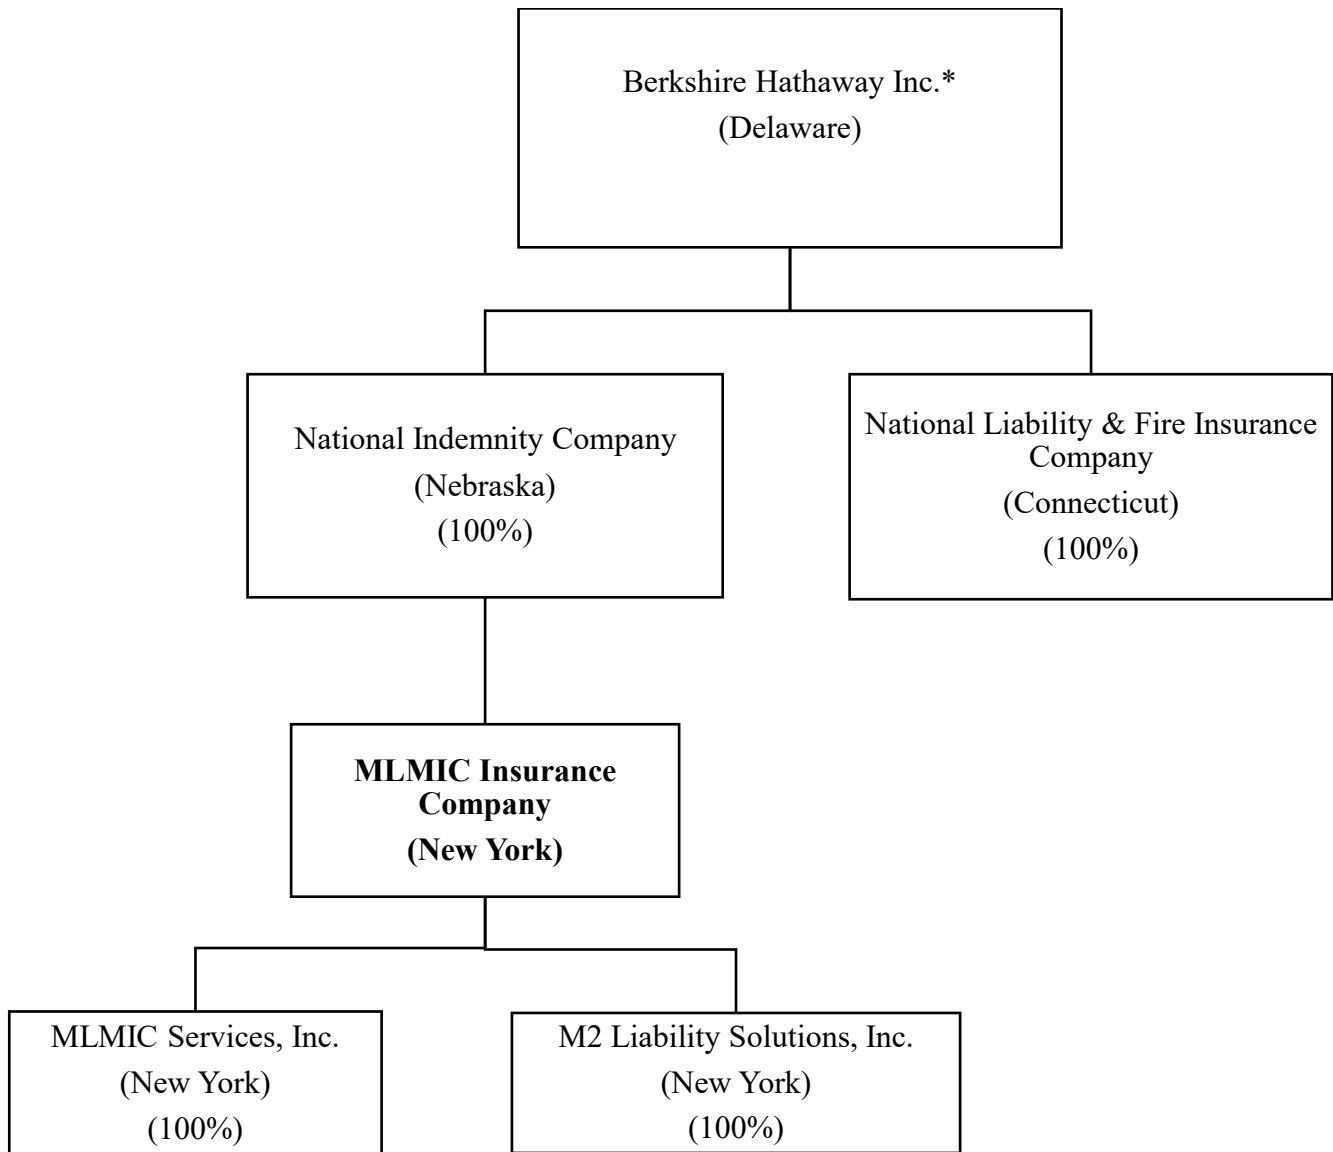 Berkshire Hathaway Inc.*
(Delaware)
National Indemnity Company
(Nebraska)
(100%)
National Liability & Fire Insurance
Company
(Connecticut)
(100%)
MLMIC Insurance
Company
(New York)
MLMIC Services, Inc.
(New York)
(100%)
M2 Liability Solutions, Inc.
(New York)
(100%)